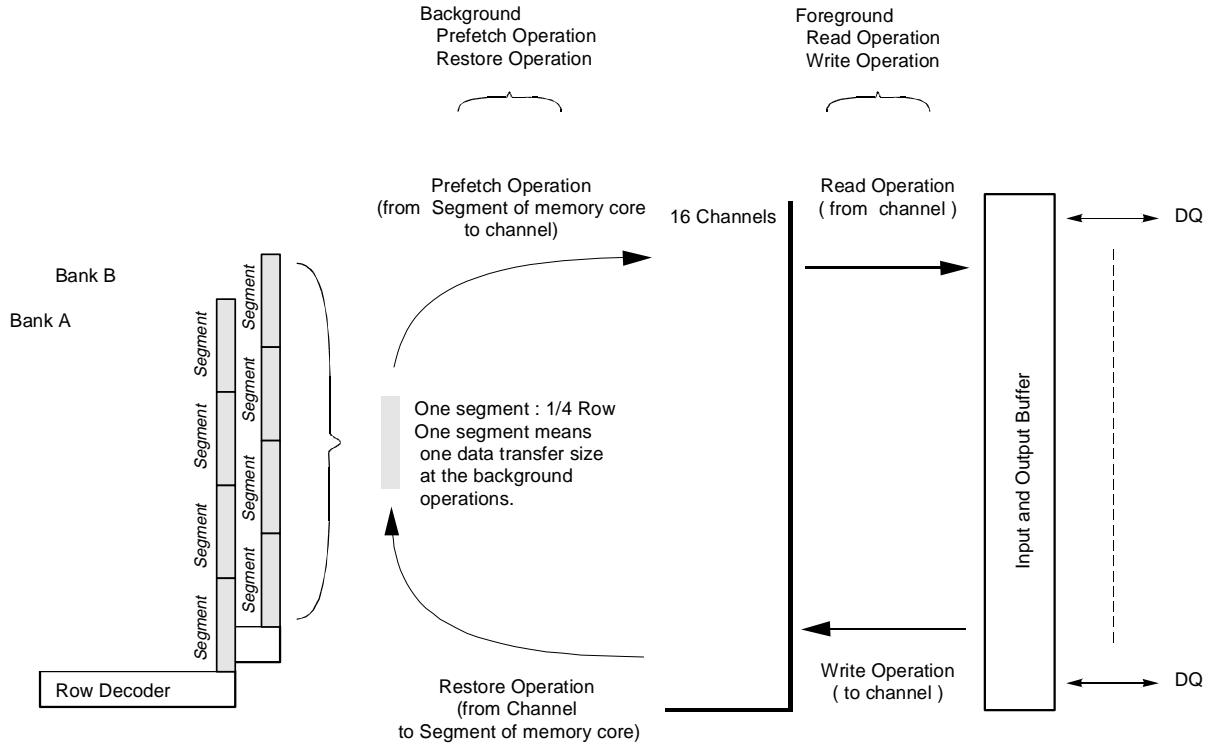 Background
Prefetch Operation
Restore Operation
Foreground
Read Operation
Write Operation
Prefetch Operation
(from Segment of memory core
to channel)
16 Channels
Read Operation
( from channel )
DQ
Bank B
Bank A
Segment
Segment
Segment
Segment
Segment
Segment
Segment
Segment
One segment : 1/4 Row
One segment means
one data transfer size
at the background
operations.
Input and Output Buffer
Row Decoder
Restore Operation
(from Channel
to Segment of memory core)
Write Operation
( to channel )
DQ